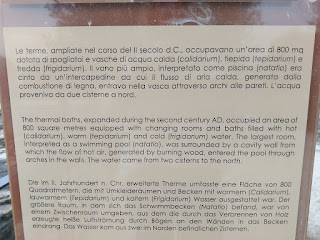 Le terme, ampliate nel corso del II secolo d.C., occupavano un'area di 800 mq
dotata di spogliatoi e vasche di acqua calda (calidarium), tiepida (tepidarium) e
fredda (frigidarium). Il vano più ampio, interpretato come piscina (natatio) era
cinto da un'intercapedine da cui il flusso di aria calda, generato dalla
combustione di legna, entrava nella vasca attraverso archi alle pareti. L'acqua
proveniva da due cisterne a nord.
The thermal baths, expanded during the second century AD, occupied an area of
800 square metres equipped with changing rooms and baths filled with hot
(calidarium), warm (tepidarium) and cold (frigidarium) water. The largest room,
interpreted as a swimming pool (natatio), was surrounded by a cavity wall from
which the flow of hot air, generated by burning wood, entered the pool through
arches in the walls. The water came from two cisterns to the north.
Die im II. Jahrhundert n. Chr. erweiterte Therme umfasste eine Fläche von 800
Quadratmetern, die mit Umkleideräumen und Becken mit warmem (Calidarium),
lauwarmem (Tepidarium) und kaltem (Frigidarium) Wasser ausgestattet war. Der
größere Raum, in dem sich das Schwimmbecken (Natatio) befand, war von
einem Zwischenraum umgeben, aus dem die durch das Verbrennen von Holz
erzeugte heiße Luftströmung durch Bögen an den Wänden in das Becken
eindrang. Das Wasser kam aus zwei im Norden befindlichen Zisternen.